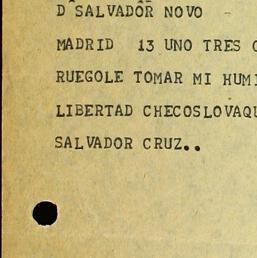 D SALVADOR NOVO -
MADRID 13 UNO TRES
RUEGOLE TOMAR MI
LIBERTAD
SALVADOR CRUZ..